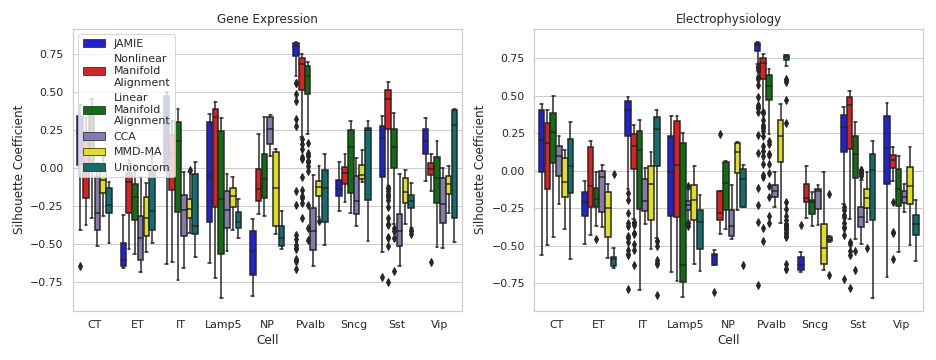 Gene Expression
Silhouette Coefficient
0.75
0.50
0.25
0.00
−0.25
−0.50
−0.75
JAMIE
Nonlinear
Manifold
Alignment
Linear
Manifold
Alignment
CCA
MMD-MA
Unioncom
CT ET IT Lamp5 NP Pvalb Sncg Sst Vip
Cell
Electrophysiology
Silhouette Coefficient
0.75
0.50
0.25
0.00
−0.25
−0.50
−0.75
CT ET IT Lamp5 NP Pvalb Sncg Sst Vip
Cell